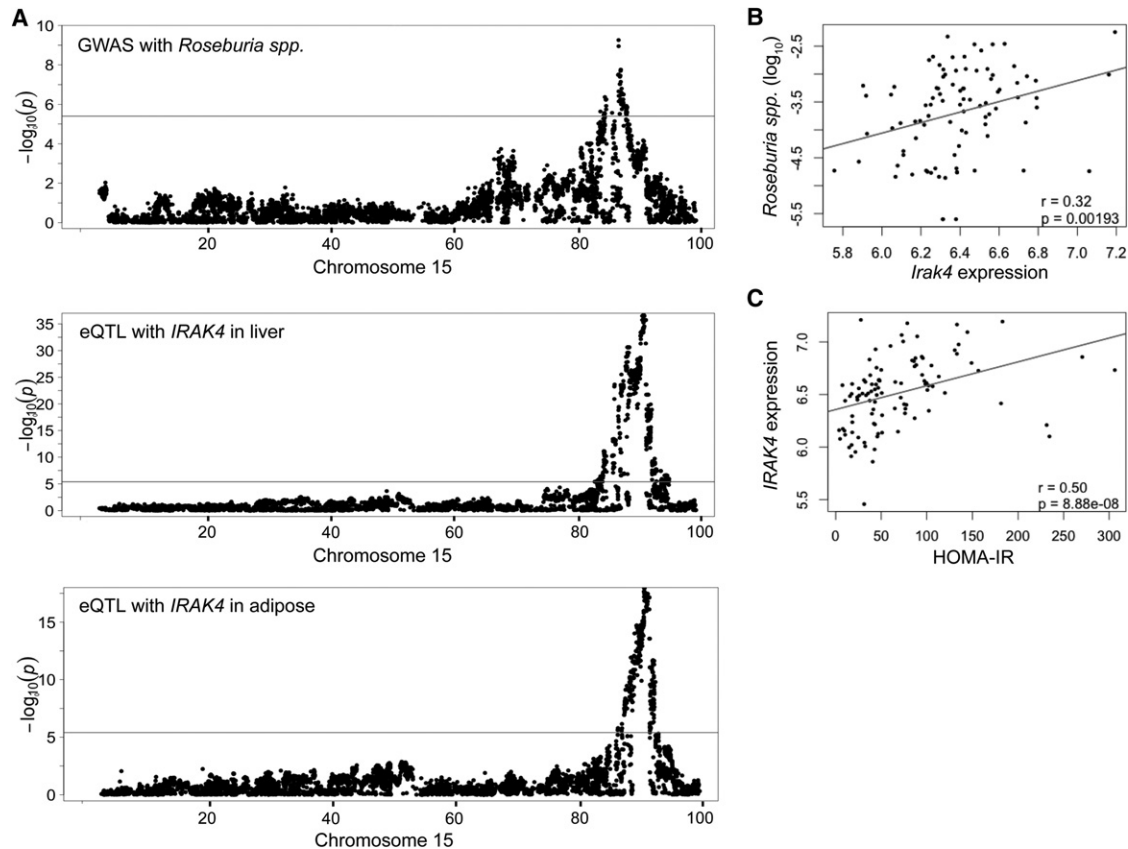 A
GWAS with Roseburia spp.
10
8
6
4
2
0
−log10(p)
20 40 60 80 100
Chromosome 15
eQTL with IRAK4 in liver
35
30
25
20
15
10
5
0
−log10(p)
20 40 60 80 100
Chromosome 15
eQTL with IRAK4 in adipose
15
10
5
0
−log10(p)
20 40 60 80 100
Chromosome 15
B
Roseburia spp. (log10)
-2.5
-3.5
-4.5
-5.5
r = 0.32
p = 0.00193
5.8 6.0 6.2 6.4 6.6 6.8 7.0 7.2
Irak4 expression
C
IRAK4 expression
7.0
6.5
6.0
5.5
r = 0.50
p = 8.88e-08
0 50 100 150 200 250 300
HOMA-IR